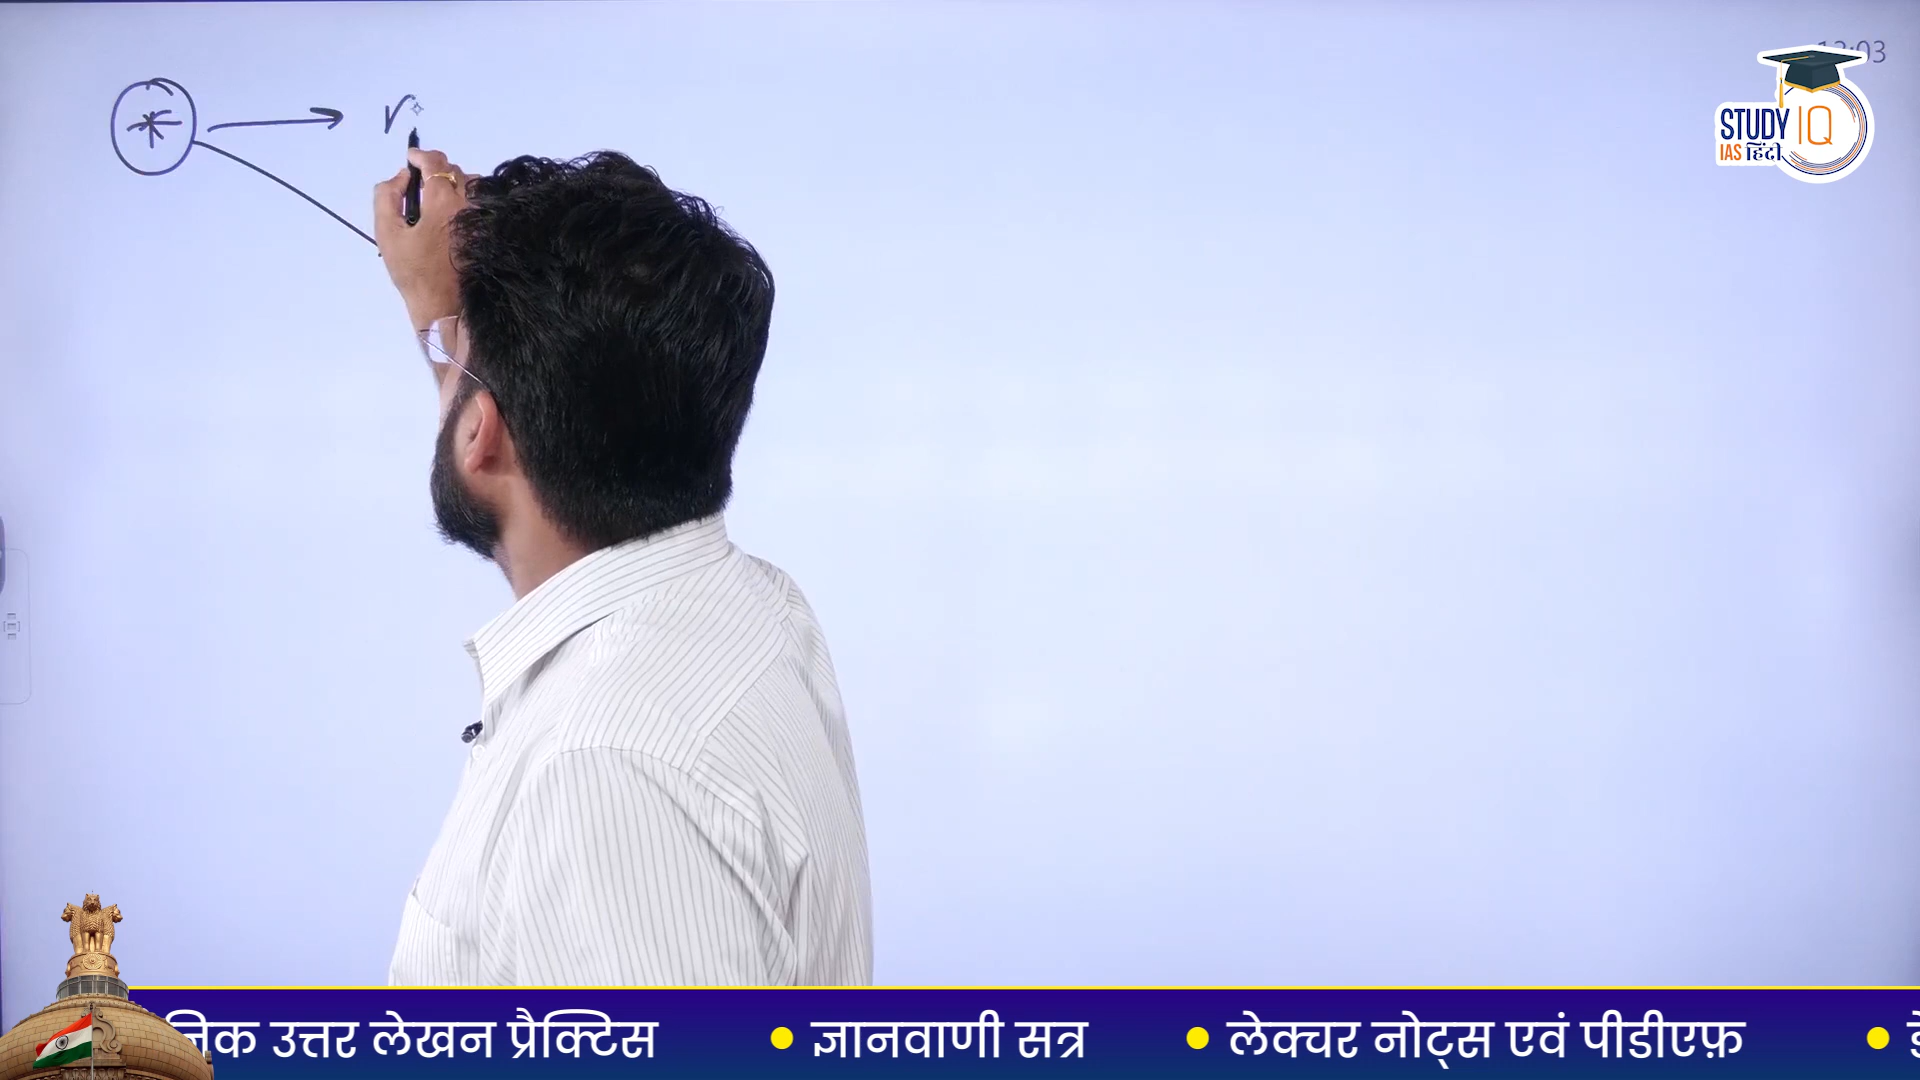 STUDY IQ
IAS हिंदी
उत्तर लेखन प्रैक्टिस • ज्ञानवाणी सत्र • लेक्चर नोट्स एवं पीडीएफ़ •